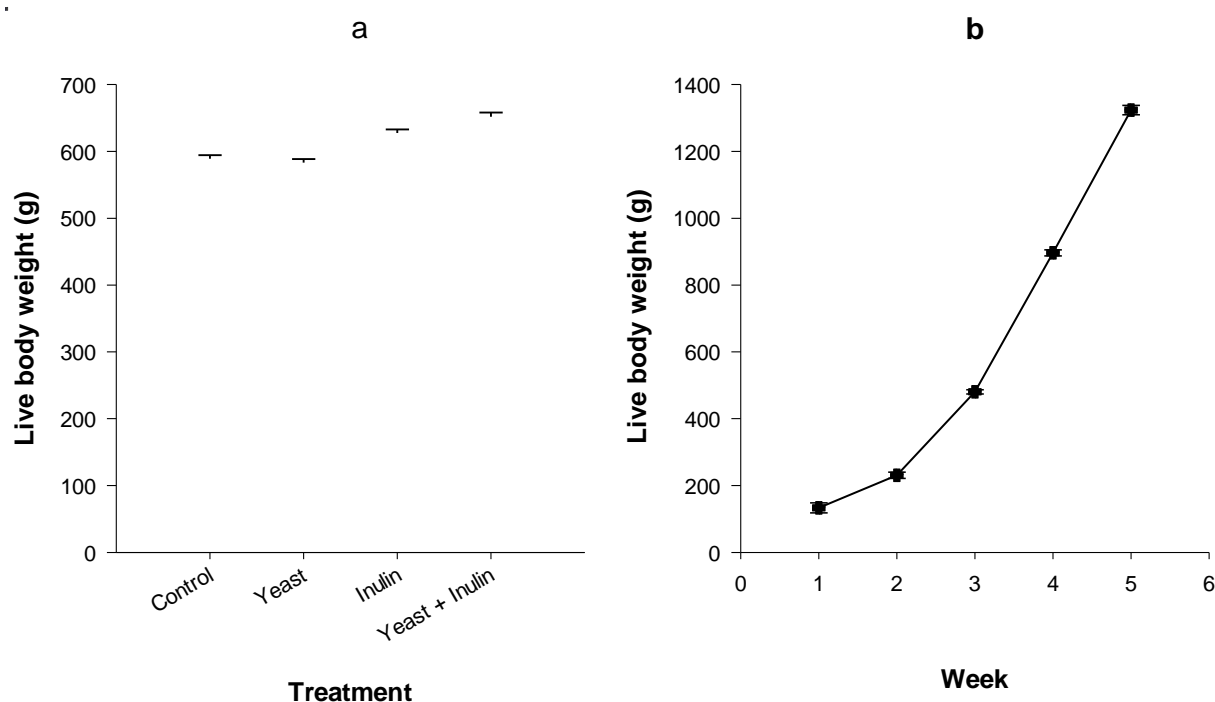 a
700
600
500
400
300
200
100
0
Live body weight (g)
Control
Yeast
Inulin
Yeast + Inulin
Treatment
b
1400
1200
1000
800
600
400
200
0
Live body weight (g)
0 1 2 3 4 5 6
Week